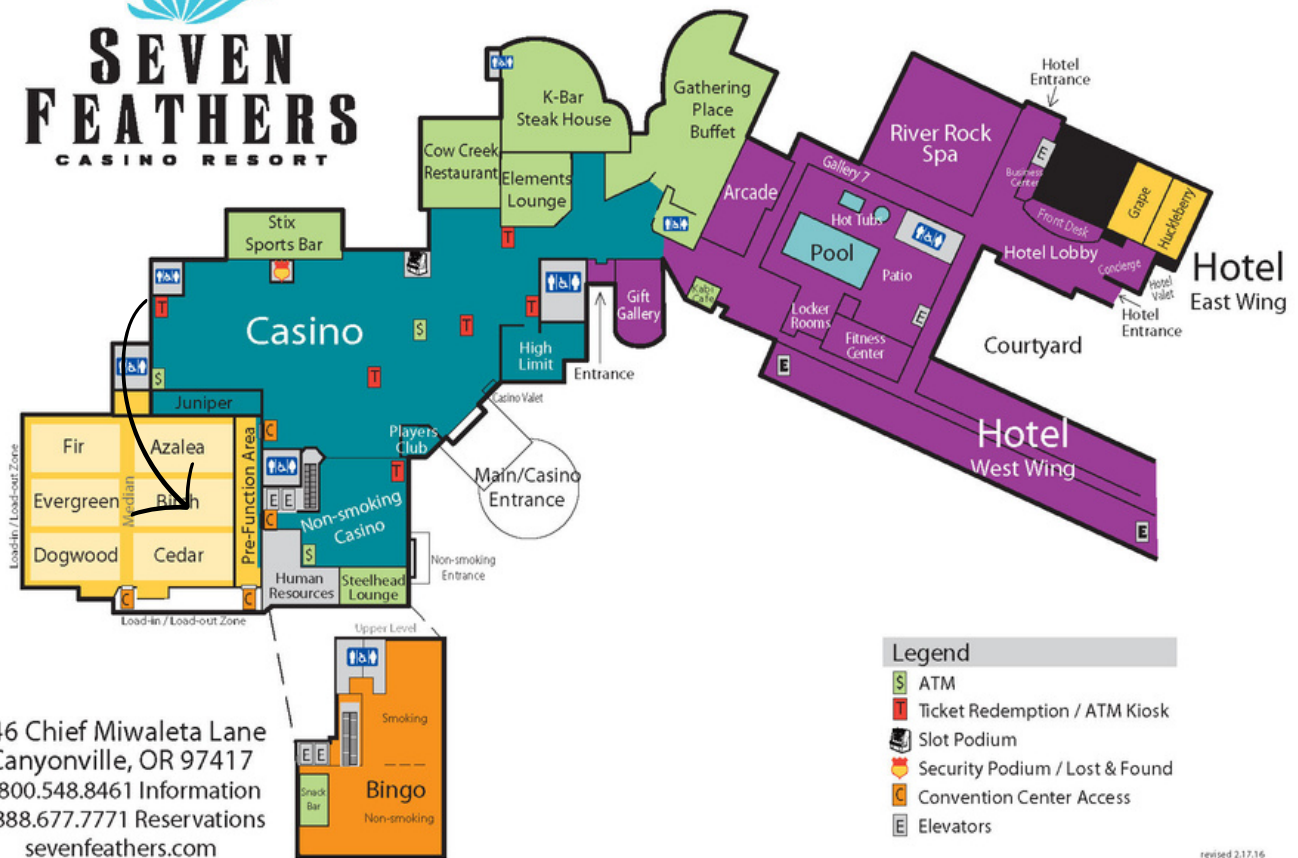 SEVEN
FEATHERS
CASINO RESORT
K-Bar
Steak House
Gathering
Place
Buffet
Cow Creek
Restaurant
Elements
Lounge
Stix
Sports Bar
Arcade
Gallery 7
River Rock
Spa
Hotel
Entrance
E
Business
Center
Front Desk
Grape
Huckleberry
Hotel Lobby
Concierge
Hotel
Valet
Hotel
Entrance
Hotel
East Wing
Hot Tubs
Pool
Patio
Locker
Rooms
Fitness
Center
E
Courtyard
Kabi
Cafe
Gift
Gallery
Entrance
E
Hotel
West Wing
E
T
T
Casino
$
T
T
T
High
Limit
Casino Valet
$
Juniper
Players
Club
Main/Casino
Entrance
T
C
Fir
Azalea
Evergreen
Median
Birch
Dogwood
Cedar
Pre-Function Area
Load-in / Load-out Zone
E E
C
Non-smoking
Casino
$
Human
Resources
Steelhead
Lounge
Non-smoking
Entrance
C
C
Load-in / Load-out Zone
Upper Level
Smoking
E E
Snack
Bar
Bingo
Non-smoking
46 Chief Miwaleta Lane
Canyonville, OR 97417
800.548.8461 Information
888.677.7771 Reservations
sevenfeathers.com
Legend
$ ATM
T Ticket Redemption / ATM Kiosk
Slot Podium
Security Podium / Lost & Found
C Convention Center Access
E Elevators
revised 2.17.16